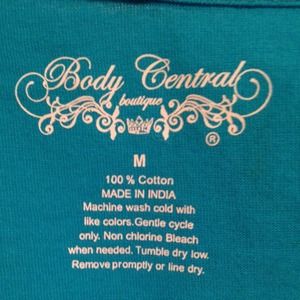 Body Central
boutique
®
M
100 % Cotton
MADE IN INDIA
Machine wash cold with
like colors.Gentle cycle
only. Non chlorine Bleach
when needed. Tumble dry low.
Remove promptly or line dry.